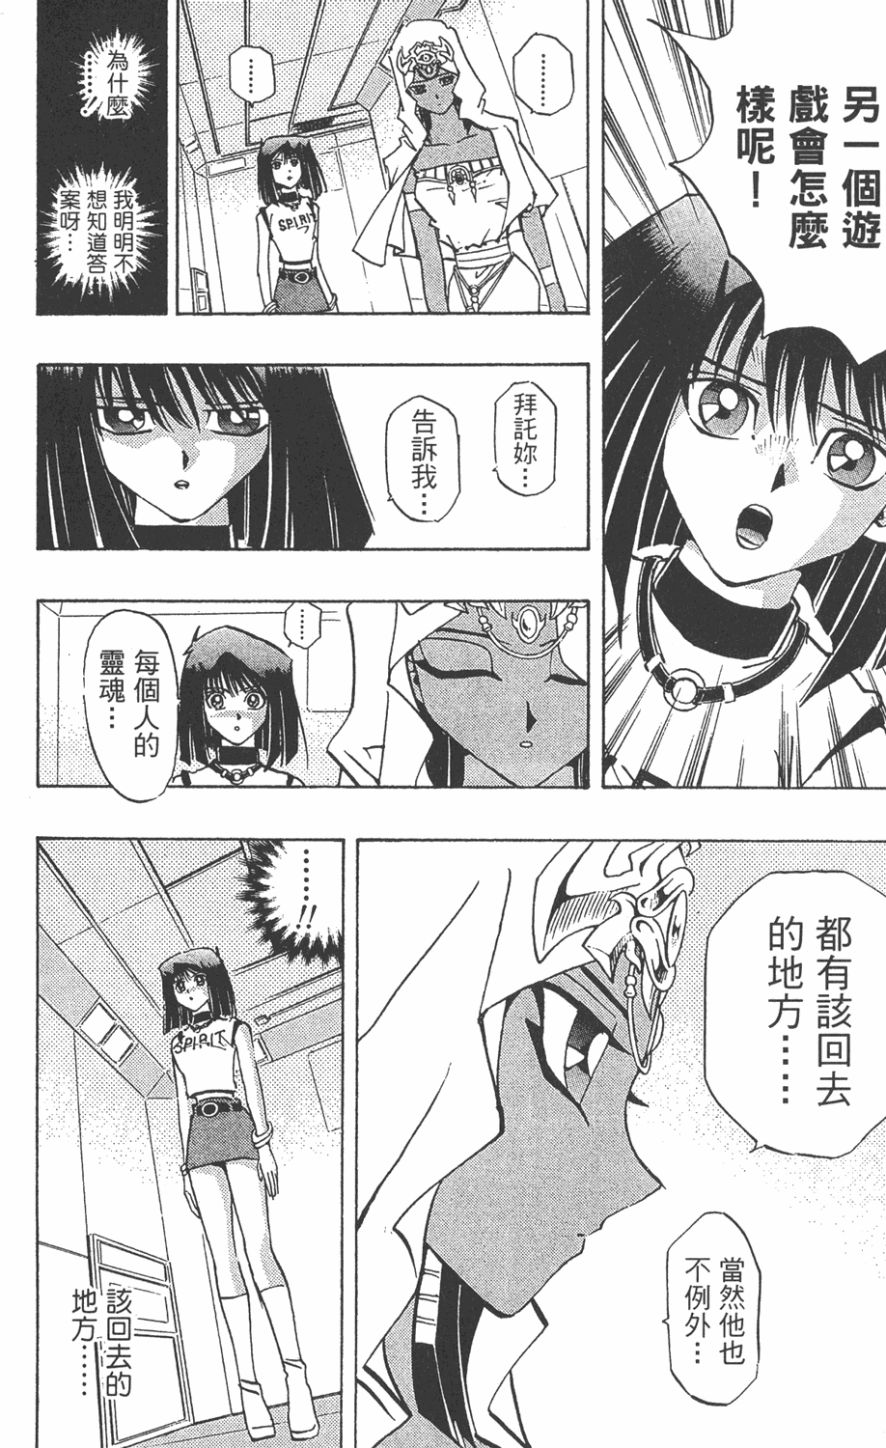 另一個遊
戲會怎麼
樣呢！
……
SPIRIT
……
為什麼
……!!
我明明不
想知道答
案呀…
拜託妳…
告訴我…
……
每個人的
靈魂…
都有該回去
的地方……
當然他也
不例外…
……!!
SPIRIT
該回去的
地方……